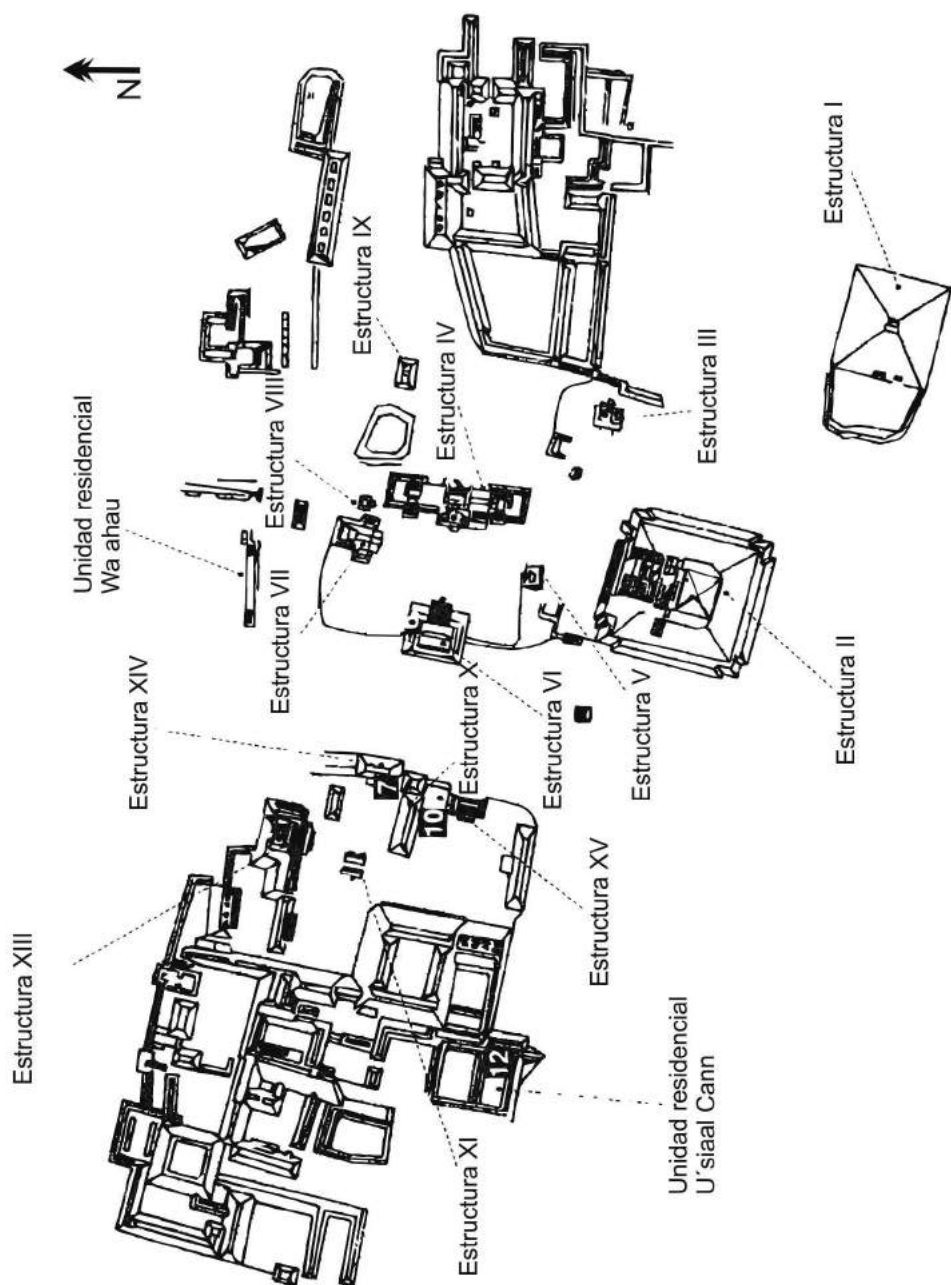 N
Estructura XIII
Estructura XIV
Unidad residencial
Wa ahau
Estructura VIII
Estructura IX
Estructura VII
Estructura IV
Estructura X
Estructura VI
Estructura V
Estructura III
Estructura I
Estructura II
7
10
12
Estructura XV
Estructura XI
Unidad residencial
U´siaal Cann